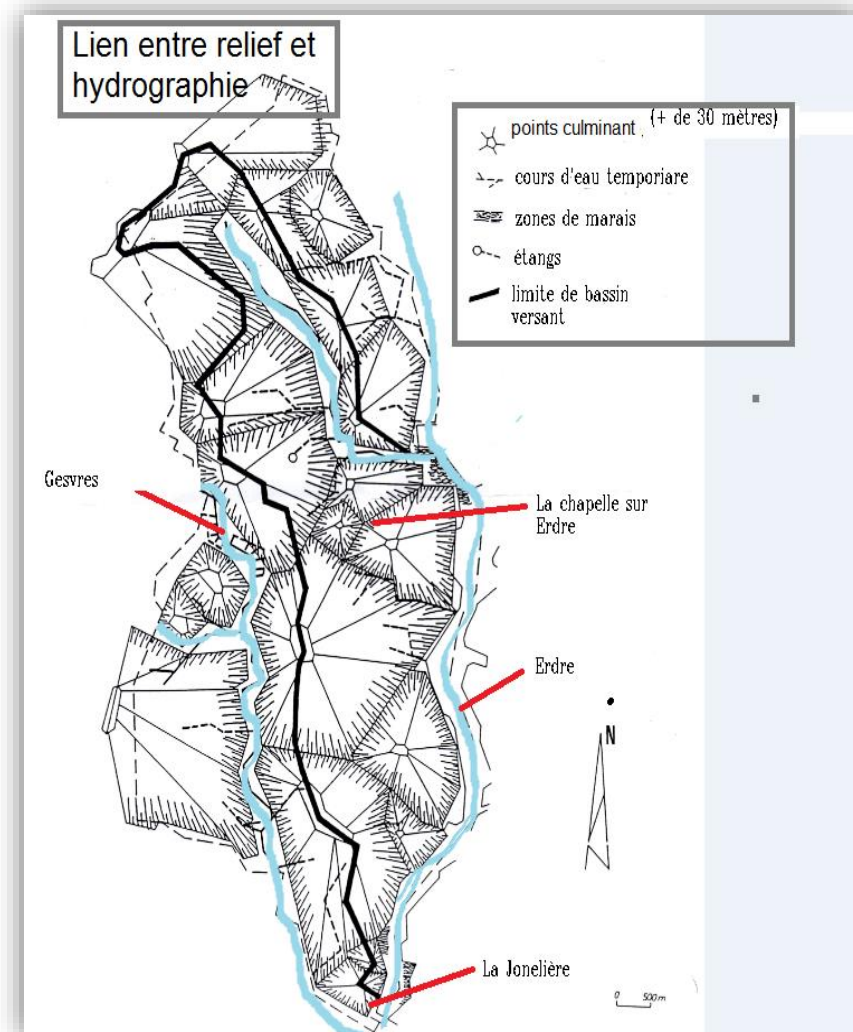 Lien entre relief et
hydrographie
points culminant . (+ de 30 mètres)
cours d'eau temporiare
zones de marais
étangs
limite de bassin
versant
Gesvres
La chapelle sur
Erdre
Erdre
N
La Jonelière
0 500m